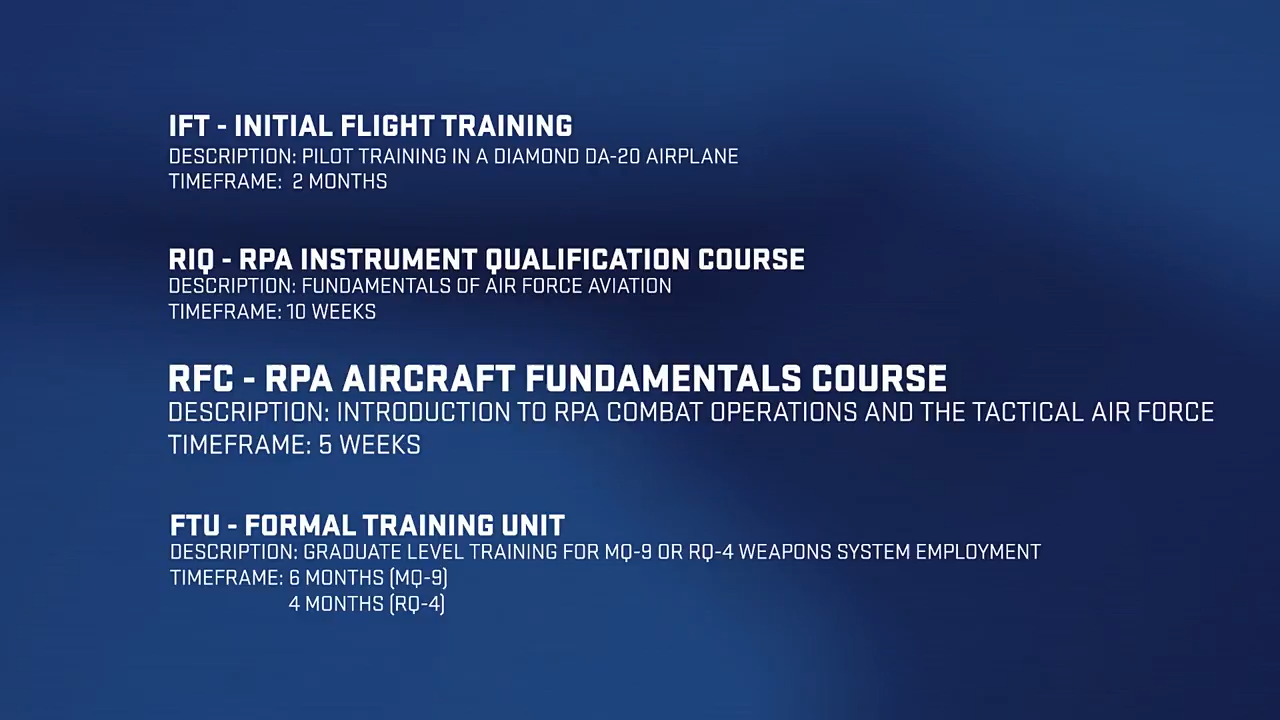 IFT - INITIAL FLIGHT TRAINING
DESCRIPTION: PILOT TRAINING IN A DIAMOND DA-20 AIRPLANE
TIMEFRAME: 2 MONTHS
RIQ - RPA INSTRUMENT QUALIFICATION COURSE
DESCRIPTION: FUNDAMENTALS OF AIR FORCE AVIATION
TIMEFRAME: 10 WEEKS
RFC - RPA AIRCRAFT FUNDAMENTALS COURSE
DESCRIPTION: INTRODUCTION TO RPA COMBAT OPERATIONS AND THE TACTICAL AIR FORCE
TIMEFRAME: 5 WEEKS
FTU - FORMAL TRAINING UNIT
DESCRIPTION: GRADUATE LEVEL TRAINING FOR MQ-9 OR RQ-4 WEAPONS SYSTEM EMPLOYMENT
TIMEFRAME: 6 MONTHS (MQ-9)
4 MONTHS (RQ-4)